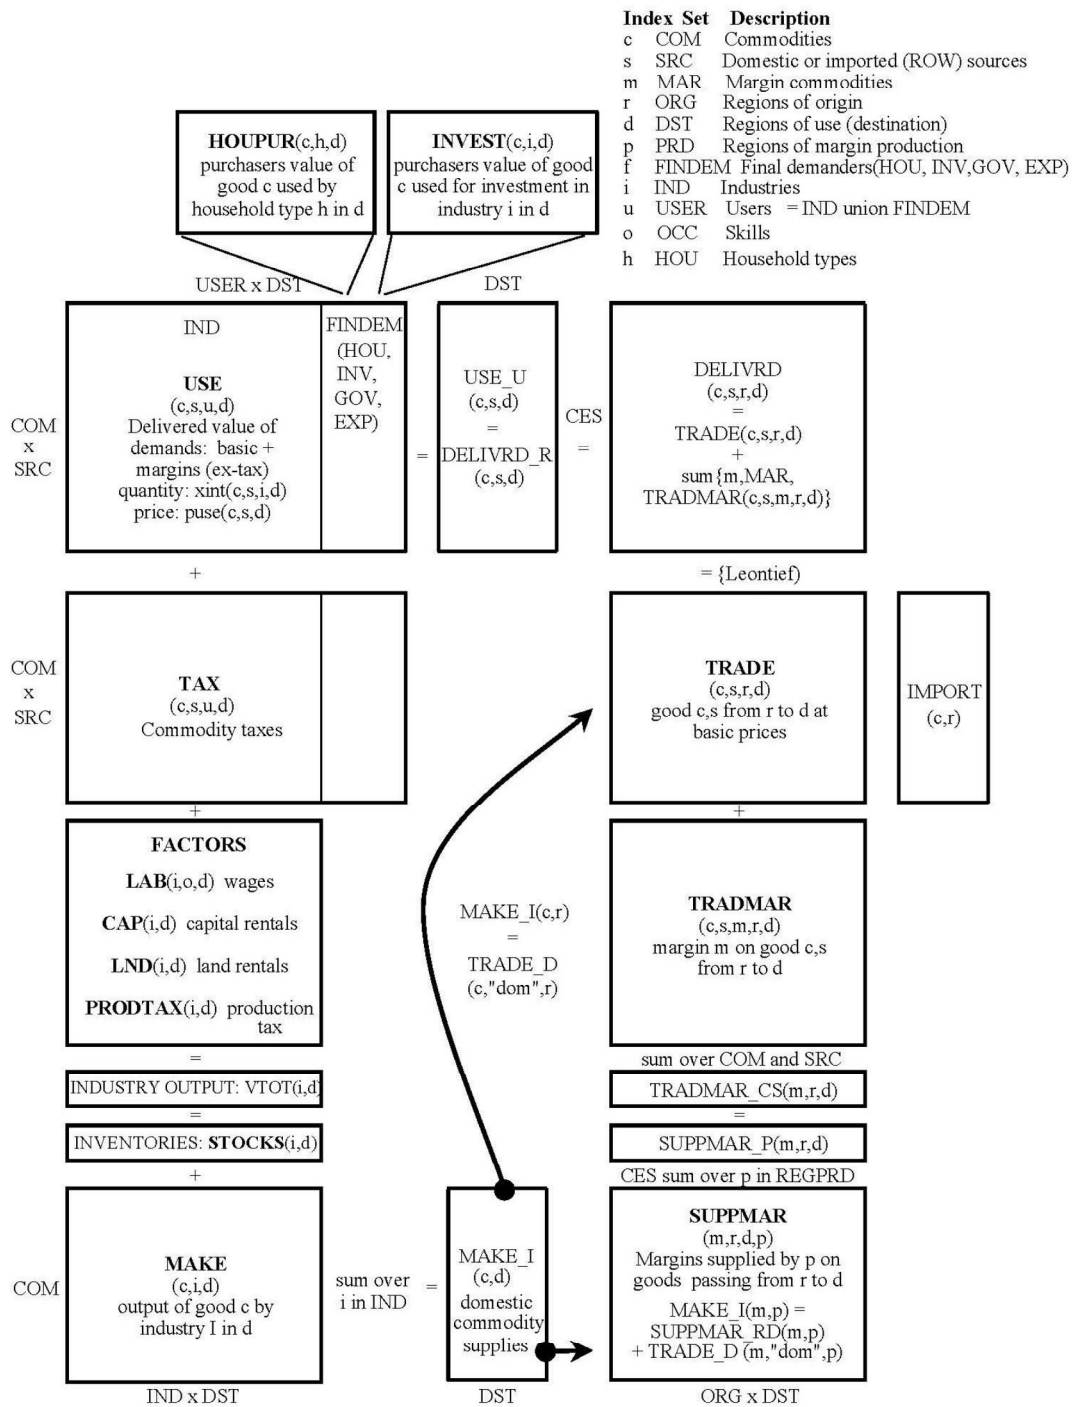 Index Set Description
c COM Commodities
s SRC Domestic or imported (ROW) sources
m MAR Margin commodities
r ORG Regions of origin
d DST Regions of use (destination)
p PRD Regions of margin production
f FINDEM Final demanders(HOU, INV,GOV, EXP)
i IND Industries
u USER Users = IND union FINDEM
o OCC Skills
h HOU Household types
HOUPUR(c,h,d)
purchasers value of
good c used by
household type h in d
INVEST(c,i,d)
purchasers value of good
c used for investment in
industry i in d
USER x DST
DST
COM
x
SRC
IND
USE
(c,s,u,d)
Delivered value of
demands: basic +
margins (ex-tax)
quantity: xint(c,s,i,d)
price: puse(c,s,d)
FINDEM
(HOU,
INV,
GOV,
EXP)
=
USE_U
(c,s,d)
=
DELIVRD_R
(c,s,d)
CES
=
DELIVRD
(c,s,r,d)
=
TRADE(c,s,r,d)
+
sum{m,MAR,
TRADMAR(c,s,m,r,d)}
+
= {Leontief)
COM
x
SRC
TAX
(c,s,u,d)
Commodity taxes
TRADE
(c,s,r,d)
good c,s from r to d at
basic prices
IMPORT
(c,r)
+
+
FACTORS
LAB(i,o,d) wages
CAP(i,d) capital rentals
LND(i,d) land rentals
PRODTAX(i,d) production
tax
MAKE_I(c,r)
=
TRADE_D
(c,"dom",r)
TRADMAR
(c,s,m,r,d)
margin m on good c,s
from r to d
=
sum over COM and SRC
INDUSTRY OUTPUT: VTOT(i,d)
TRADMAR_CS(m,r,d)
=
=
INVENTORIES: STOCKS(i,d)
SUPPMAR_P(m,r,d)
+
CES sum over p in REGPRD
COM
MAKE
(c,i,d)
output of good c by
industry I in d
sum over
i in IND
=
MAKE_I
(c,d)
domestic
commodity
supplies
SUPPMAR
(m,r,d,p)
Margins supplied by p on
goods passing from r to d
MAKE_I(m,p) =
SUPPMAR_RD(m,p)
+ TRADE_D (m,"dom",p)
IND x DST
DST
ORG x DST